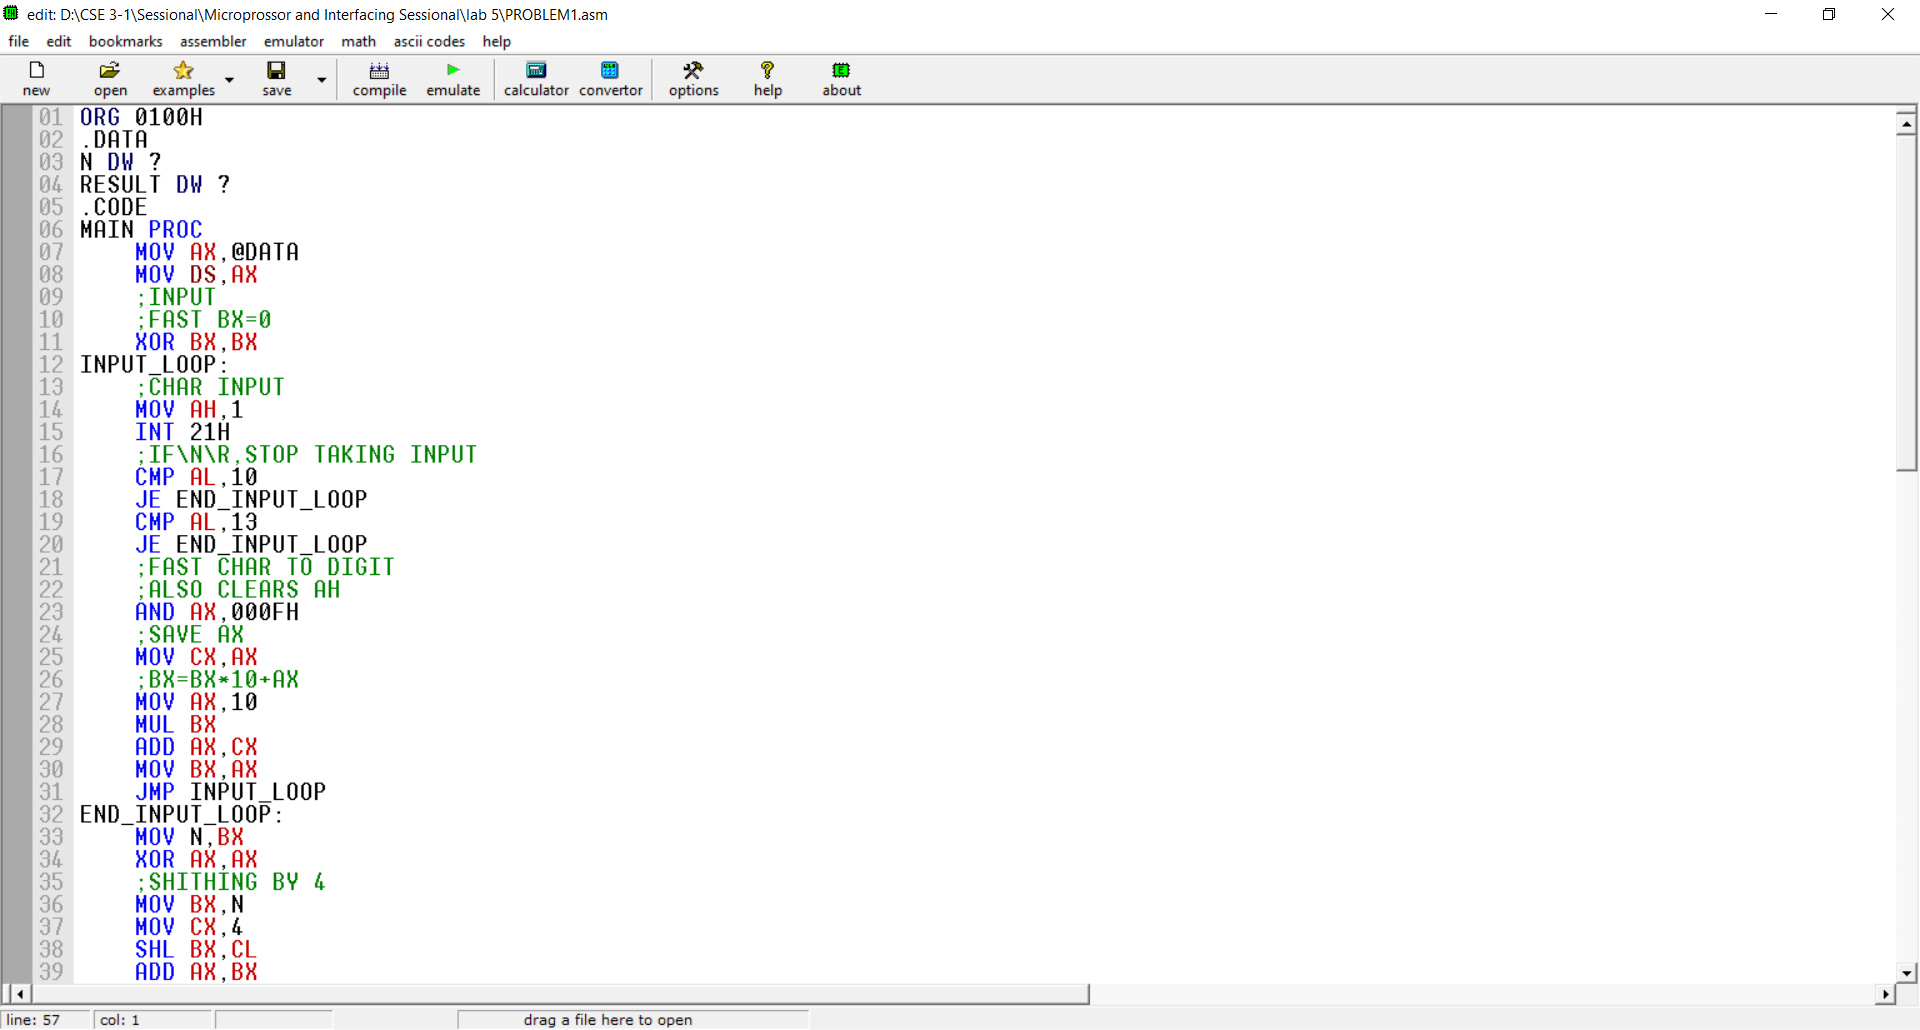 edit: D:\CSE 3-1\Sessional\Microprossor and Interfacing Sessional\lab 5\PROBLEM1.asm
file edit bookmarks assembler emulator math ascii codes help
new open examples save compile emulate calculator convertor options help about
01 ORG 0100H
02 .DATA
03 N DW ?
04 RESULT DW ?
05 .CODE
06 MAIN PROC
07 MOV AX,@DATA
08 MOV DS,AX
09 ;INPUT
10 ;FAST BX=0
11 XOR BX,BX
12 INPUT_LOOP:
13 ;CHAR INPUT
14 MOV AH,1
15 INT 21H
16 ;IF\N\R,STOP TAKING INPUT
17 CMP AL,10
18 JE END_INPUT_LOOP
19 CMP AL,13
20 JE END_INPUT_LOOP
21 ;FAST CHAR TO DIGIT
22 ;ALSO CLEARS AH
23 AND AX,000FH
24 ;SAVE AX
25 MOV CX,AX
26 ;BX=BX*10+AX
27 MOV AX,10
28 MUL BX
29 ADD AX,CX
30 MOV BX,AX
31 JMP INPUT_LOOP
32 END_INPUT_LOOP:
33 MOV N,BX
34 XOR AX,AX
35 ;SHITHING BY 4
36 MOV BX,N
37 MOV CX,4
38 SHL BX,CL
39 ADD AX,BX
line: 57 col: 1 drag a file here to open